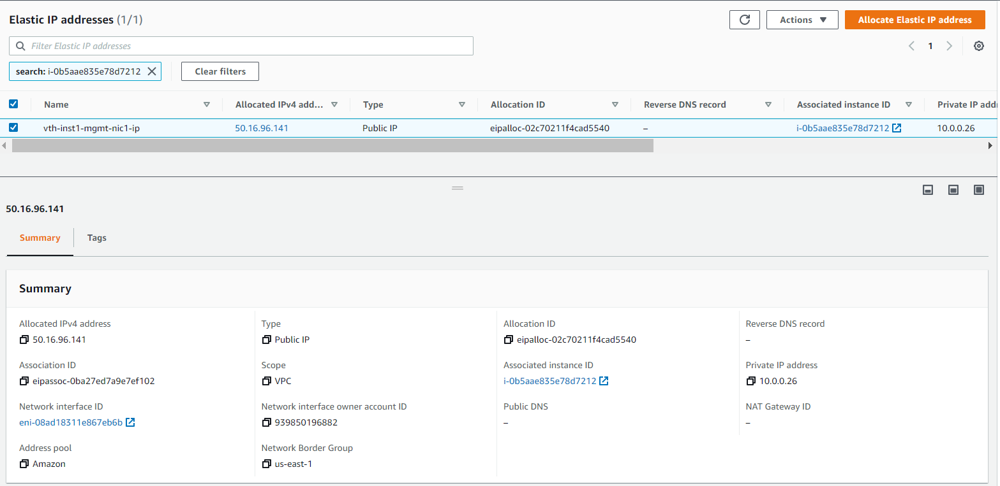 Elastic IP addresses (1/1)
Actions
Allocate Elastic IP address
Filter Elastic IP addresses
1
search: i-0b5aae835e78d7212
Clear filters
Name Allocated IPv4 add... Type Allocation ID Reverse DNS record Associated instance ID Private IP add
vth-inst1-mgmt-nic1-ip 50.16.96.141 Public IP eipalloc-02c70211f4cad5540 – i-0b5aae835e78d7212 10.0.0.26
50.16.96.141
Summary Tags
Summary
Allocated IPv4 address Type Allocation ID Reverse DNS record
50.16.96.141 Public IP eipalloc-02c70211f4cad5540 –
Association ID Scope Associated instance ID Private IP address
eipassoc-0ba27ed7a9e7ef102 VPC i-0b5aae835e78d7212 10.0.0.26
Network interface ID Network interface owner account ID Public DNS NAT Gateway ID
eni-08ad18311e867eb6b 939850196882 – –
Address pool Network Border Group
Amazon us-east-1